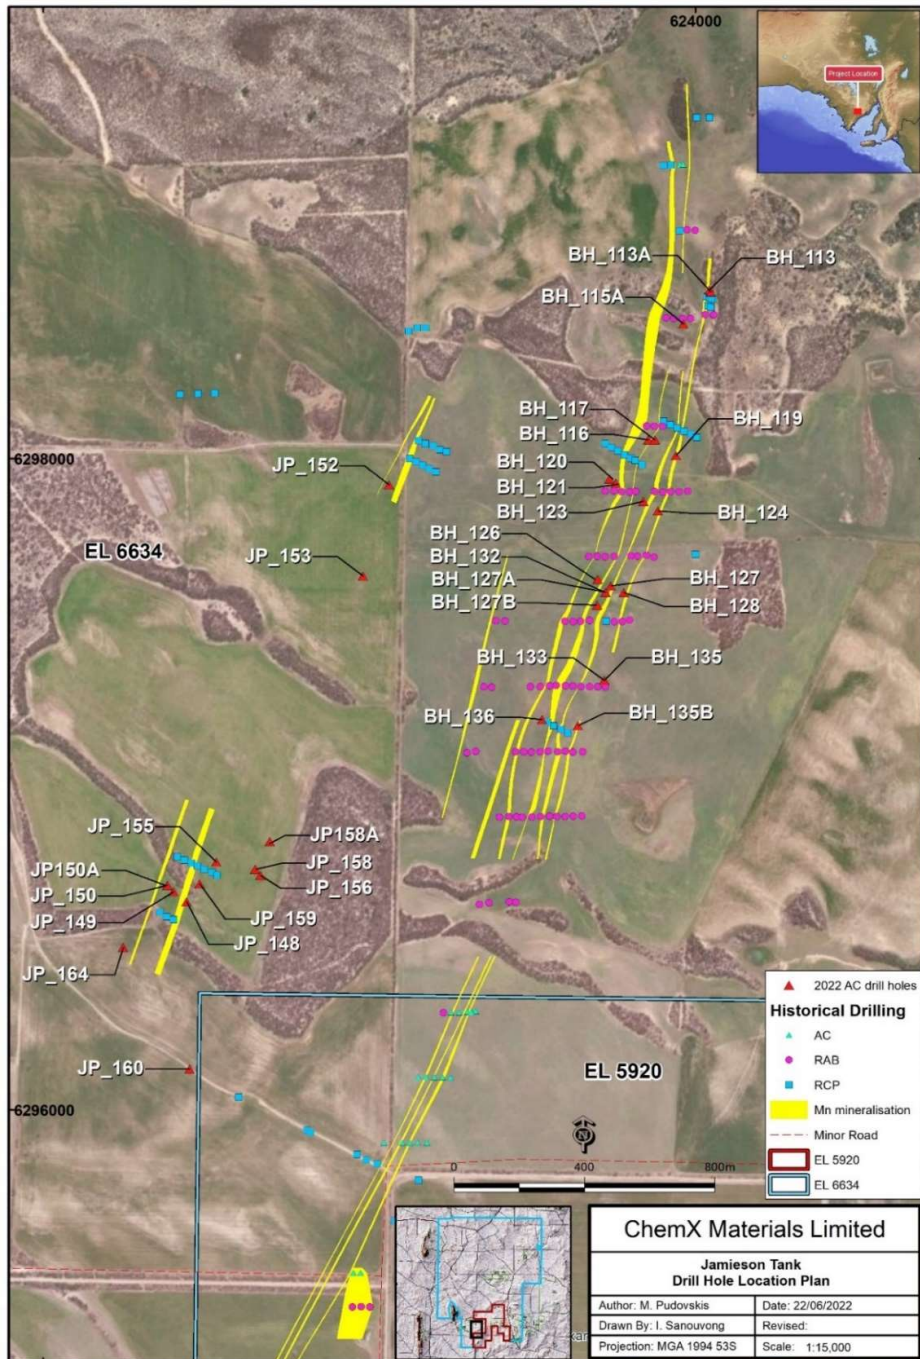 624000
Project Location
BH_113A
BH_113
BH_115A
BH_117
BH_119
BH_116
6298000
JP_152
BH_120
BH_121
BH_123
BH_124
BH_126
EL 6634
BH_132
JP_153
BH_127A
BH_127
BH_127B
BH_128
BH_133
BH_135
BH_136
BH_135B
JP_155
JP158A
JP150A
JP_158
JP_150
JP_156
JP_149
JP_159
JP_148
JP_164
JP_160
EL 5920
6296000
N
0
800m
2022 AC drill holes
Historical Drilling
AC
RAB
RCP
Mn mineralisation
Minor Road
EL 5920
EL 6634
ChemX Materials Limited
Jamieson Tank
Drill Hole Location Plan
Author: M. Pudovskis
Date: 22/06/2022
Drawn By: I. Sanouvong
Revised:
Projection: MGA 1994 53S
Scale: 1:15,000